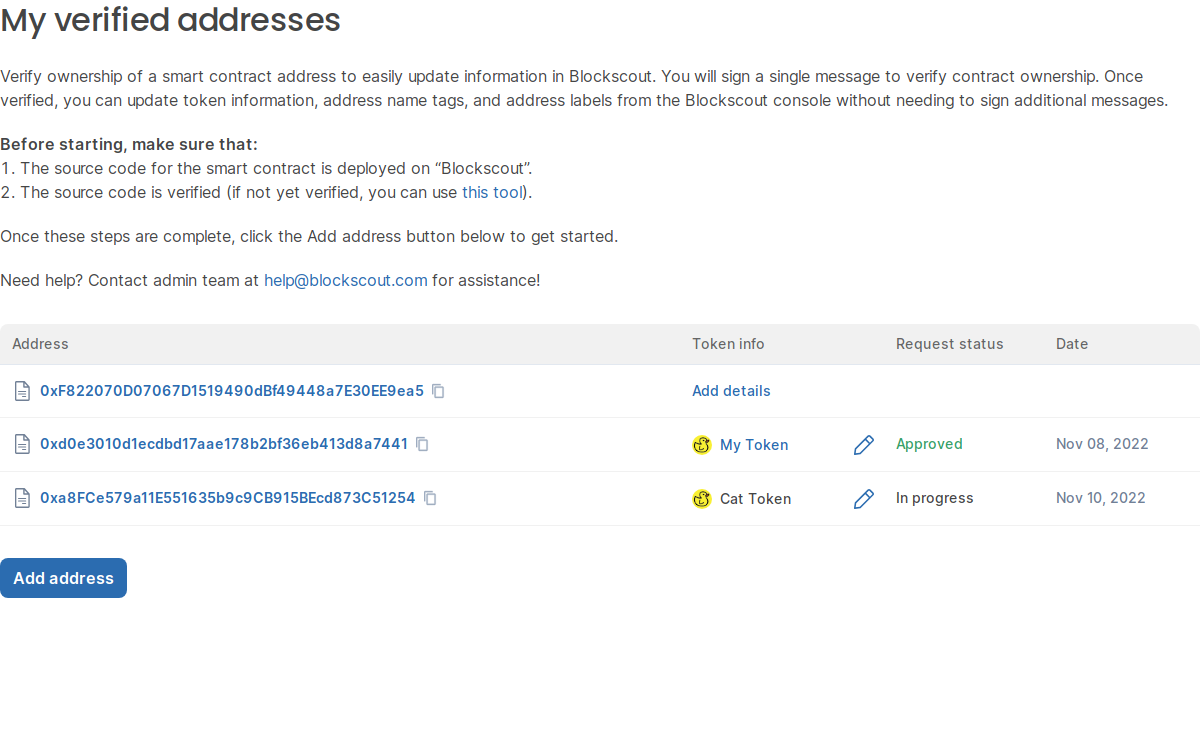 My verified addresses
Verify ownership of a smart contract address to easily update information in Blockscout. You will sign a single message to verify contract ownership. Once
verified, you can update token information, address name tags, and address labels from the Blockscout console without needing to sign additional messages.
Before starting, make sure that:
1. The source code for the smart contract is deployed on “Blockscout”.
2. The source code is verified (if not yet verified, you can use this tool).
Once these steps are complete, click the Add address button below to get started.
Need help? Contact admin team at help@blockscout.com for assistance!
Address Token info Request status Date
0xF822070D07067D1519490dBf49448a7E30EE9ea5 Add details
0xd0e3010d1ecdbd17aae178b2bf36eb413d8a7441 My Token Approved Nov 08, 2022
0xa8FCe579a11E551635b9c9CB915BEcd873C51254 Cat Token In progress Nov 10, 2022
Add address